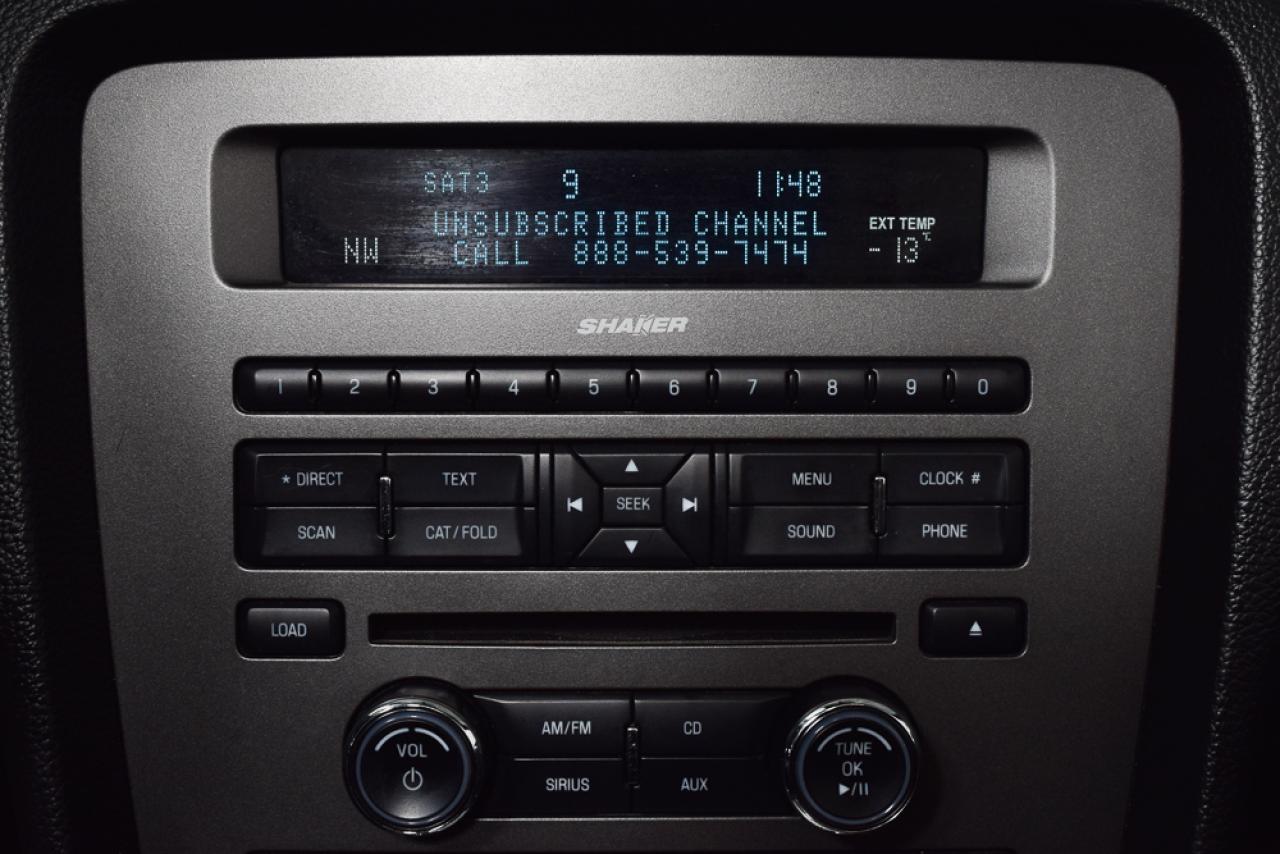 SAT3 9 11:48
UNSUBSCRIBED CHANNEL EXT TEMP
NW CALL 888-539-7474 -13°C
SHAKER
1 2 3 4 5 6 7 8 9 0
* DIRECT TEXT MENU CLOCK #
SEEK
SCAN CAT/FOLD SOUND PHONE
LOAD
AM/FM CD
VOL TUNE
OK
SIRIUS AUX